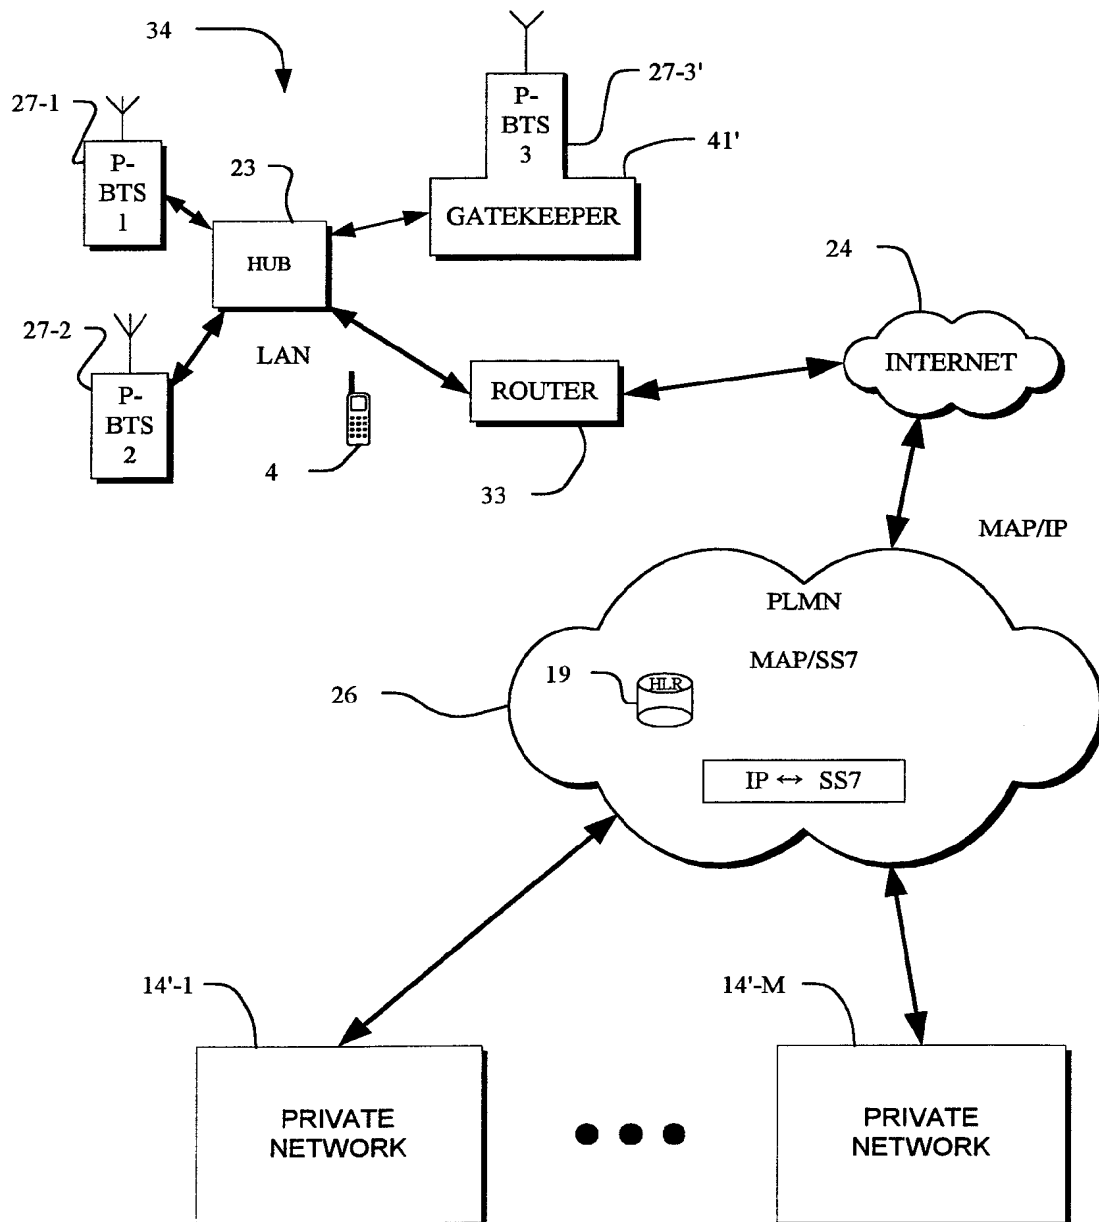 34
27-1
P-
BTS
1
23
HUB
P-
BTS
3
27-3'
41'
GATEKEEPER
27-2
P-
BTS
2
LAN
4
ROUTER
33
24
INTERNET
MAP/IP
PLMN
MAP/SS7
19
HLR
26
IP ↔ SS7
14'-1
PRIVATE
NETWORK
14'-M
PRIVATE
NETWORK